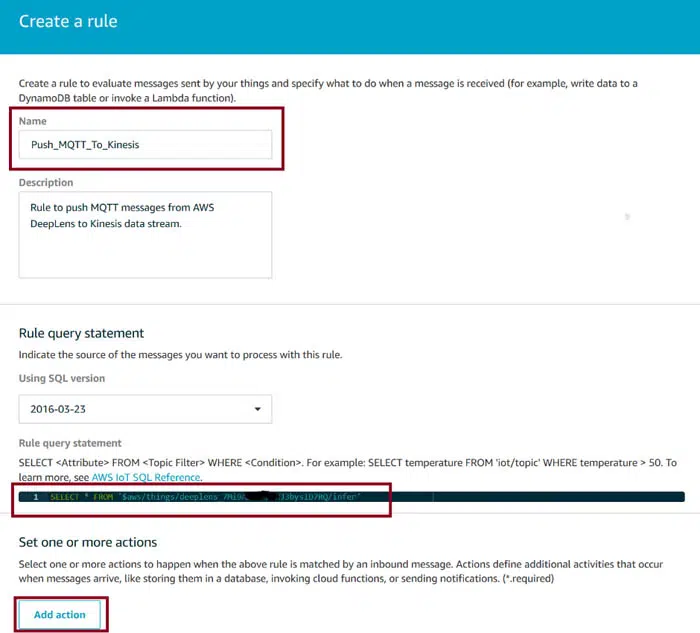 Create a rule
Create a rule to evaluate messages sent by your things and specify what to do when a message is received (for example, write data to a
DynamoDB table or invoke a Lambda function).
Name
Push_MQTT_To_Kinesis
Description
Rule to push MQTT messages from AWS
DeepLens to Kinesis data stream.
Rule query statement
Indicate the source of the messages you want to process with this rule.
Using SQL version
2016-03-23
Rule query statement
SELECT <Attribute> FROM <Topic Filter> WHERE <Condition>. For example: SELECT temperature FROM 'iot/topic' WHERE temperature > 50. To
learn more, see AWS IoT SQL Reference.
1 SELECT * FROM
Set one or more actions
Select one or more actions to happen when the above rule is matched by an inbound message. Actions define additional activities that occur
when messages arrive, like storing them in a database, invoking cloud functions, or sending notifications. (*.required)
Add action